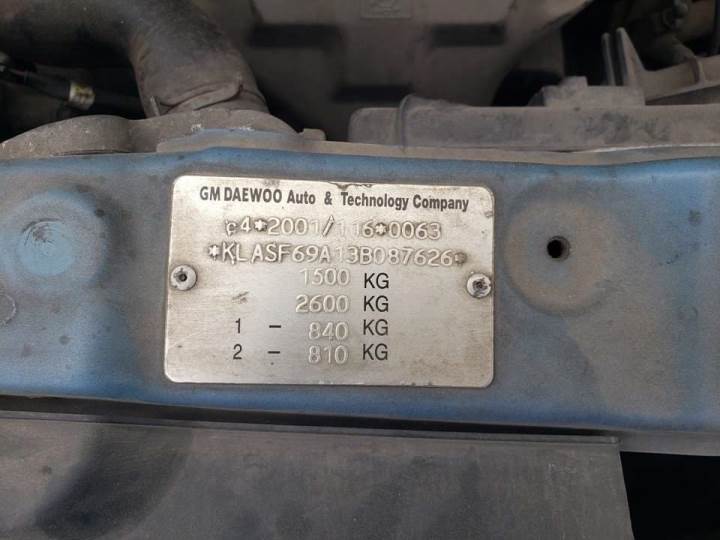 GM DAEWOO Auto & Technology Company
e4*2001/116*0063
*KLASF69A13B087626*
1500 KG
2600 KG
1 – 840 KG
2 – 810 KG